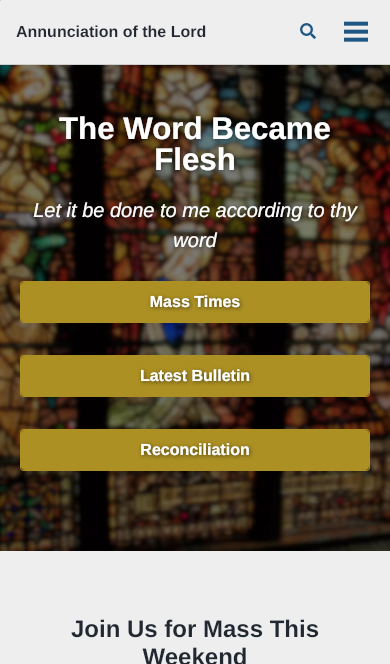 Annunciation of the Lord
The Word Became
Flesh
Let it be done to me according to thy
word
Mass Times
Latest Bulletin
Reconciliation
Join Us for Mass This
Weekend